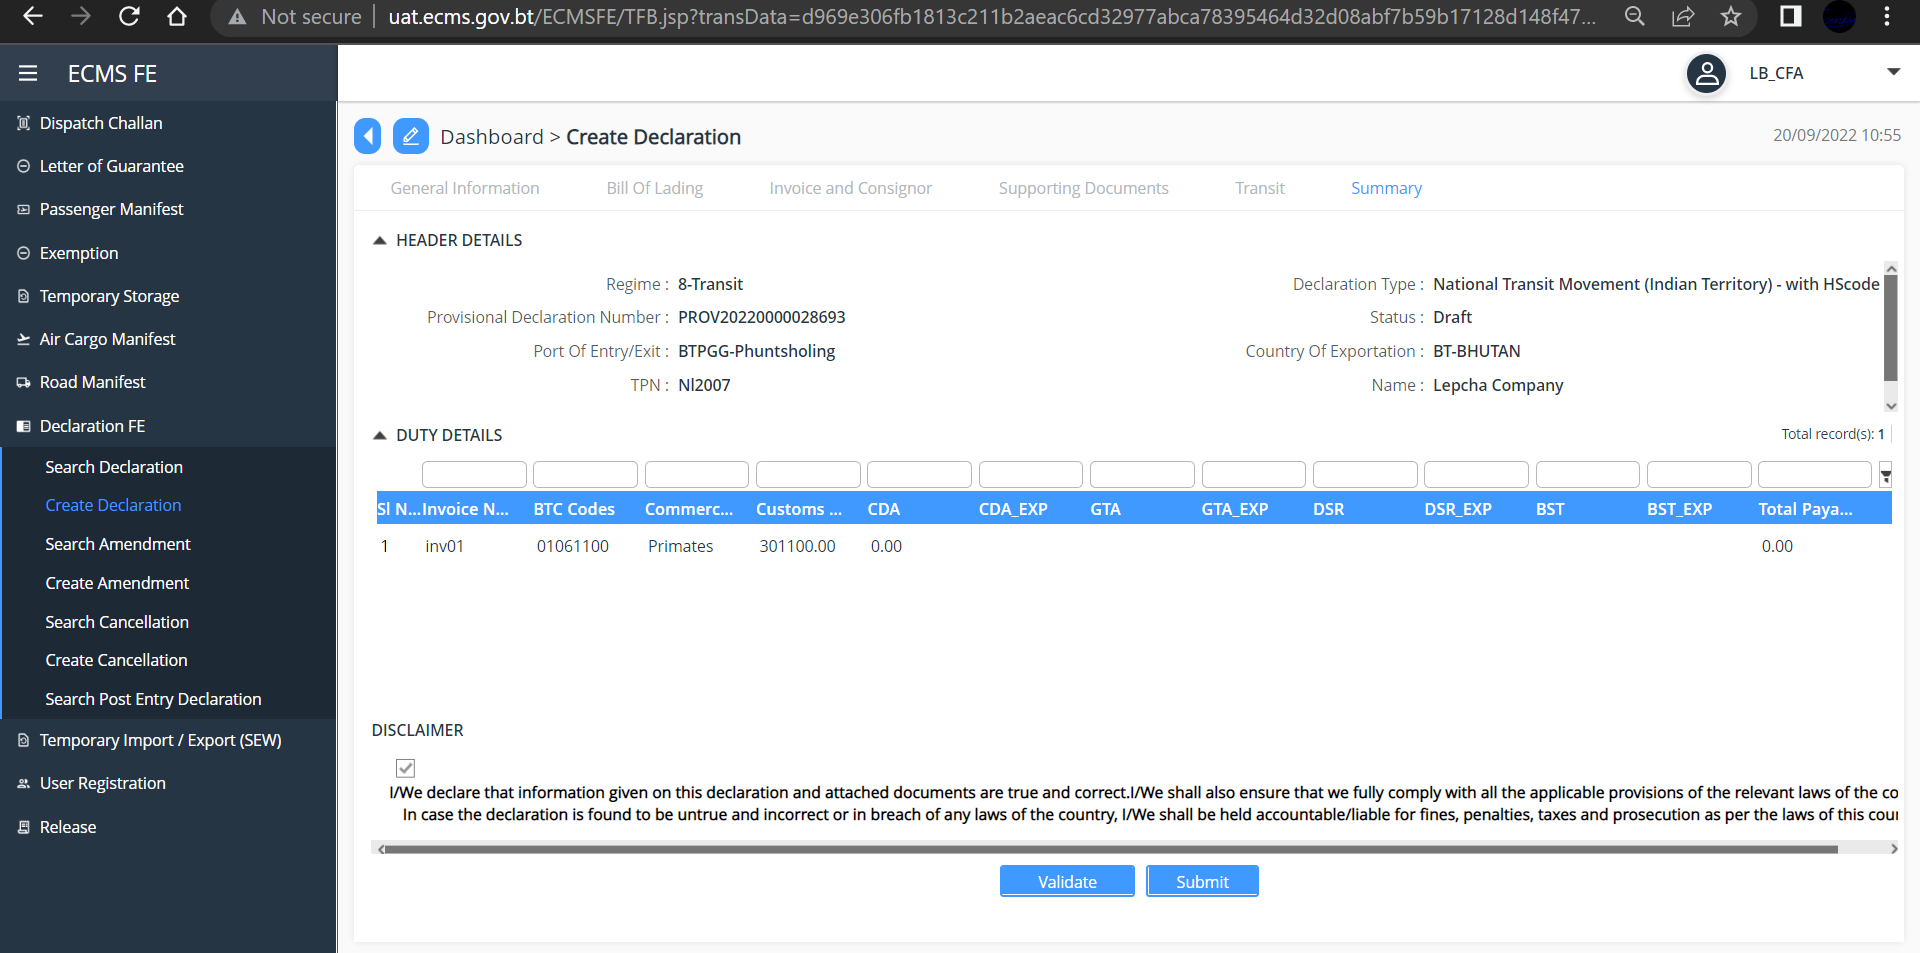 Not secure uat.ecms.gov.bt/ECMSFE/TFB.jsp?transData=d969e306fb1813c211b2aeac6cd32977abca78395464d32d08abf7b59b17128d148f47...
ECMS FE
LB_CFA
Dispatch Challan
Letter of Guarantee
Passenger Manifest
Exemption
Temporary Storage
Air Cargo Manifest
Road Manifest
Declaration FE
Search Declaration
Create Declaration
Search Amendment
Create Amendment
Search Cancellation
Create Cancellation
Search Post Entry Declaration
Temporary Import / Export (SEW)
User Registration
Release
Dashboard > Create Declaration
20/09/2022 10:55
General Information Bill Of Lading Invoice and Consignor Supporting Documents Transit Summary
HEADER DETAILS
Regime : 8-Transit Declaration Type : National Transit Movement (Indian Territory) - with HScode
Provisional Declaration Number : PROV20220000028693 Status : Draft
Port Of Entry/Exit : BTPGG-Phuntsholing Country Of Exportation : BT-BHUTAN
TPN : Nl2007 Name : Lepcha Company
DUTY DETAILS Total record(s): 1
Sl N... Invoice N... BTC Codes Commerc... Customs ... CDA CDA_EXP GTA GTA_EXP DSR DSR_EXP BST BST_EXP Total Paya...
1 inv01 01061100 Primates 301100.00 0.00 0.00
DISCLAIMER
I/We declare that information given on this declaration and attached documents are true and correct.I/We shall also ensure that we fully comply with all the applicable provisions of the relevant laws of the co
In case the declaration is found to be untrue and incorrect or in breach of any laws of the country, I/We shall be held accountable/liable for fines, penalties, taxes and prosecution as per the laws of this cou
Validate Submit